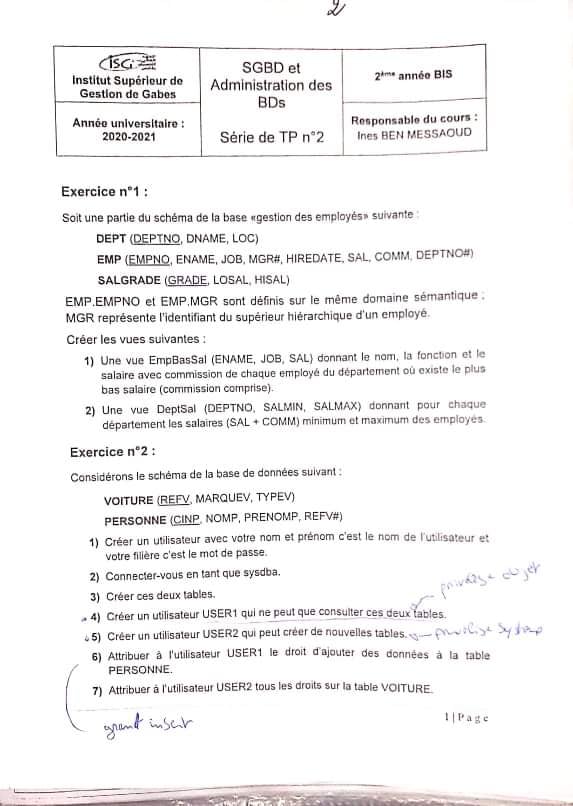 2
ISG
Institut Supérieur de
Gestion de Gabes
Année universitaire :
2020-2021
SGBD et
Administration des
BDs
Série de TP n°2
2ème année BIS
Responsable du cours :
Ines BEN MESSAOUD
Exercice n°1 :
Soit une partie du schéma de la base «gestion des employés» suivante :
DEPT (DEPTNO, DNAME, LOC)
EMP (EMPNO, ENAME, JOB, MGR#, HIREDATE, SAL, COMM, DEPTNO#)
SALGRADE (GRADE, LOSAL, HISAL)
EMP.EMPNO et EMP.MGR sont définis sur le même domaine sémantique :
MGR représente l'identifiant du supérieur hiérarchique d'un employé.
Créer les vues suivantes :
1) Une vue EmpBasSal (ENAME, JOB, SAL) donnant le nom, la fonction et le
salaire avec commission de chaque employé du département où existe le plus
bas salaire (commission comprise).
2) Une vue DeptSal (DEPTNO, SALMIN, SALMAX) donnant pour chaque
département les salaires (SAL + COMM) minimum et maximum des employés.
Exercice n°2 :
Considérons le schéma de la base de données suivant :
VOITURE (REFV, MARQUEV, TYPEV)
PERSONNE (CINP, NOMP, PRENOMP, REFV#)
1) Créer un utilisateur avec votre nom et prénom c'est le nom de l'utilisateur et
votre filière c'est le mot de passe.
2) Connecter-vous en tant que sysdba.
3) Créer ces deux tables.
privilège objet
4) Créer un utilisateur USER1 qui ne peut que consulter ces deux tables.
5) Créer un utilisateur USER2 qui peut créer de nouvelles tables.
6) Attribuer à l'utilisateur USER1 le droit d'ajouter des données à la table
PERSONNE.
7) Attribuer à l'utilisateur USER2 tous les droits sur la table VOITURE.
grant insert
1 | Page